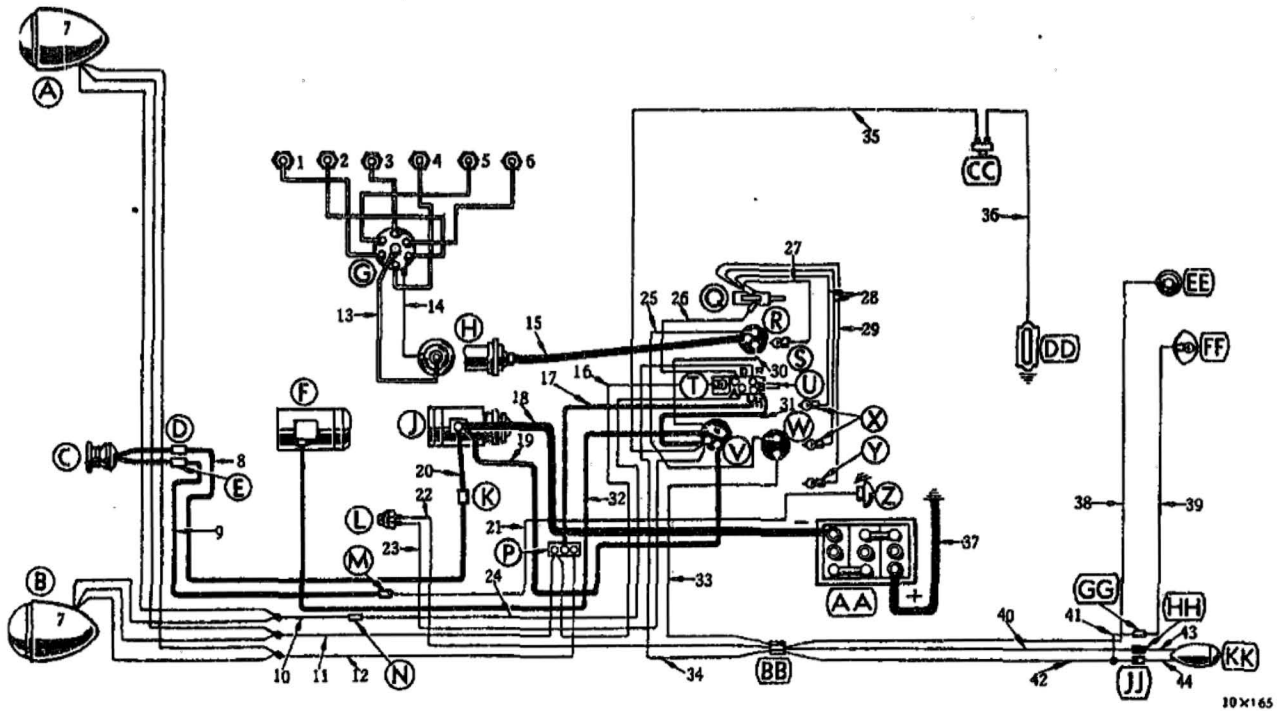 7
A
1 2 3 4 5 6
35
CC
36
G
27
Q
28
EE
25 26
13 14
H
15
R
29
FF
S
DD
30
16
T
U
F
17
18
31
X
J
W
D
19
V
C
8
20
Y
E
K
32
Z
38
39
L
22
21
–
9
23
P
37
M
33
GG
B
24
AA
+
HH
7
40
41
43
10 11 12
N
34
BB
42
JJ
44
KK
10×165